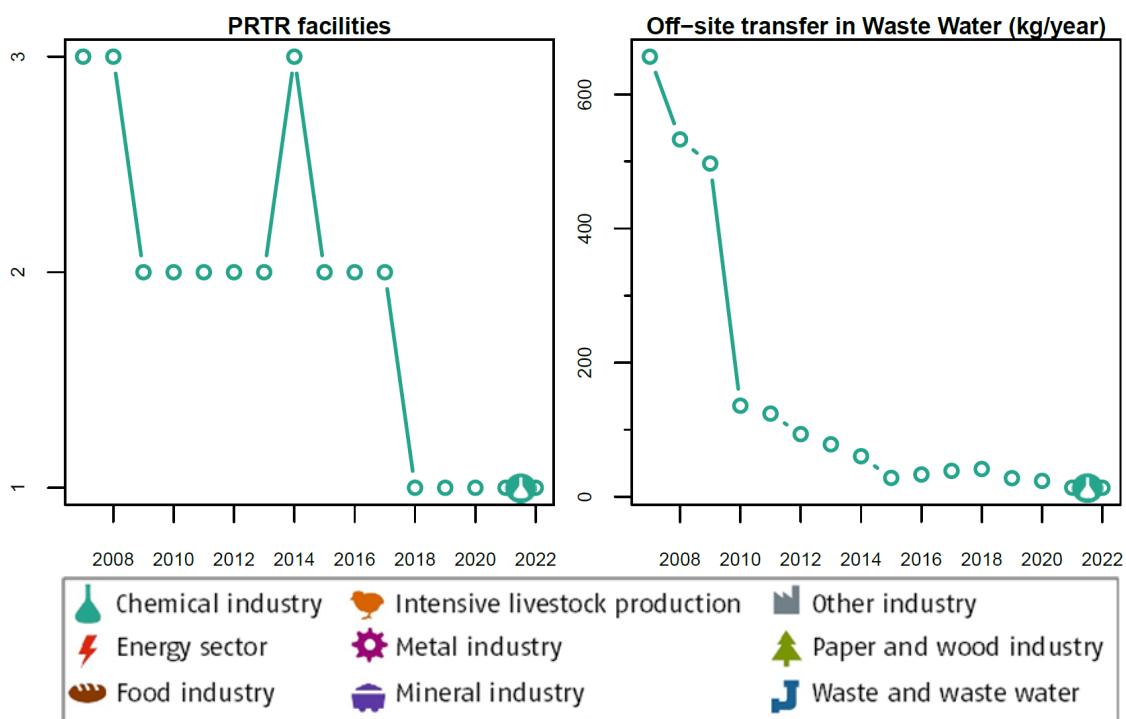 PRTR facilities
3
2
1
2008 2010 2012 2014 2016 2018 2020 2022
Off−site transfer in Waste Water (kg/year)
600
400
200
0
2008 2010 2012 2014 2016 2018 2020 2022
Chemical industry
Intensive livestock production
Other industry
Energy sector
Metal industry
Paper and wood industry
Food industry
Mineral industry
Waste and waste water